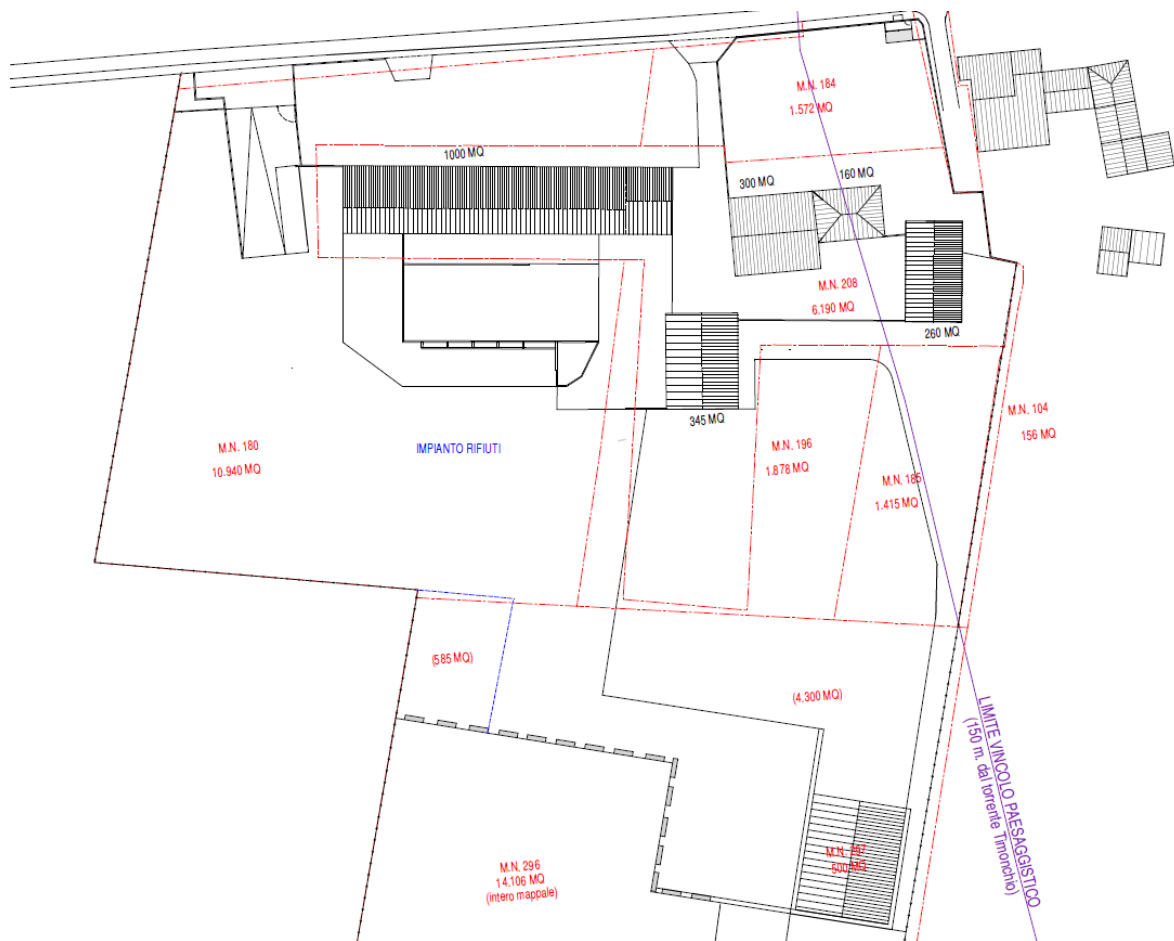 M.N. 184
1.572 MQ
1000 MQ
300 MQ
160 MQ
M.N. 208
6.190 MQ
260 MQ
345 MQ
M.N. 104
156 MQ
M.N. 180
10.940 MQ
IMPIANTO RIFIUTI
M.N. 196
1.878 MQ
M.N. 185
1.415 MQ
(585 MQ)
(4.300 MQ)
LIMITE VINCOLO PAESAGGISTICO
(150 m. dal torrente Timonchio)
M.N. 297
500 MQ
M.N. 296
14.106 MQ
(intero mappale)